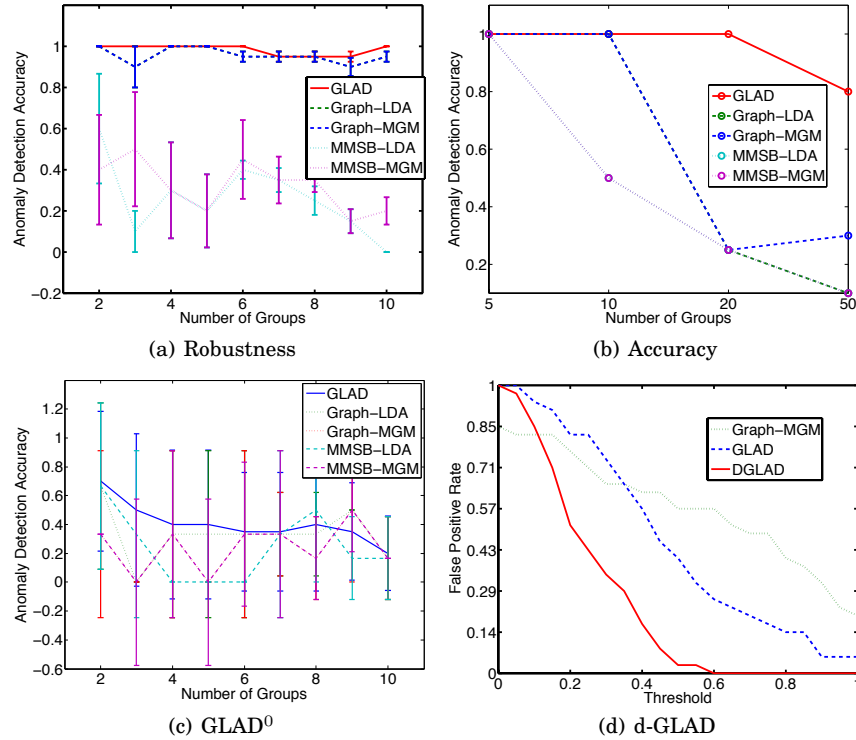 Anomaly Detection Accuracy
1
0.8
0.6
0.4
0.2
0
−0.2
2
4
6
8
10
Number of Groups
GLAD
Graph−LDA
Graph−MGM
MMSB−LDA
MMSB−MGM
(a) Robustness
Anomaly Detection Accuracy
1
0.8
0.6
0.4
0.2
5
10
20
50
Number of Groups
GLAD
Graph−LDA
Graph−MGM
MMSB−LDA
MMSB−MGM
(b) Accuracy
Anomaly Detection Accuracy
1.2
1
0.8
0.6
0.4
0.2
0
−0.2
−0.4
−0.6
2
4
6
8
10
Number of Groups
GLAD
Graph−LDA
Graph−MGM
MMSB−LDA
MMSB−MGM
(c) GLAD⁰
False Positive Rate
1
0.85
0.71
0.57
0.43
0.29
0.14
0
0.2
0.4
0.6
0.8
1
Threshold
Graph−MGM
GLAD
DGLAD
(d) d-GLAD